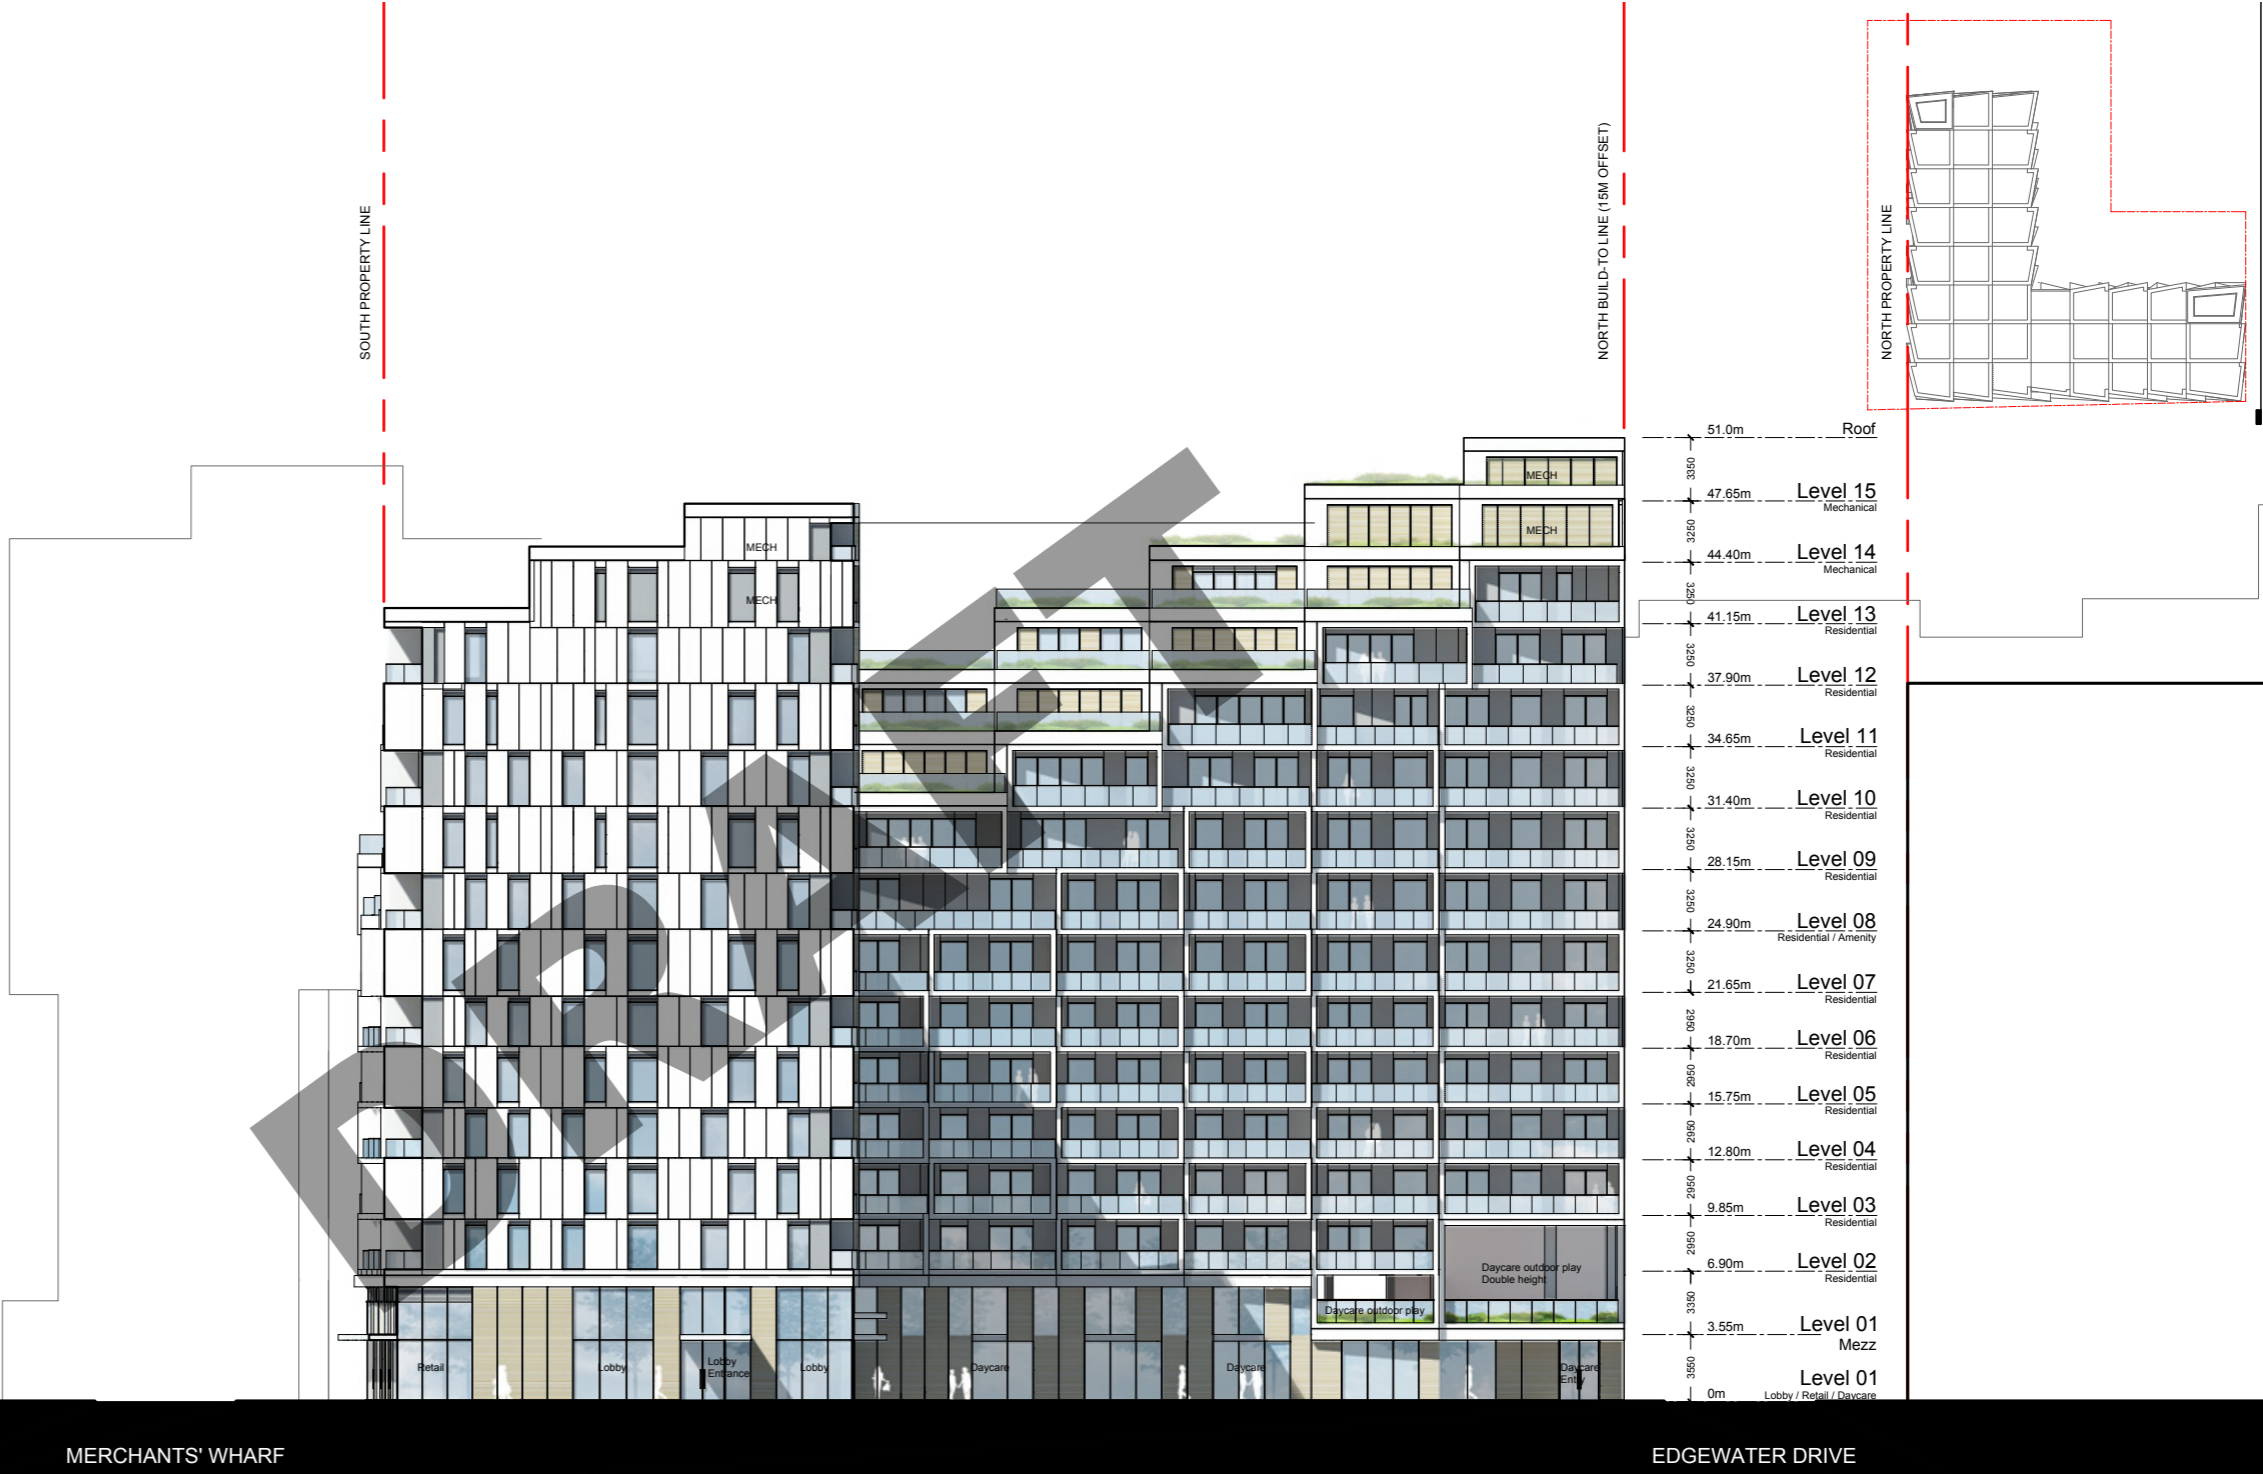 SOUTH PROPERTY LINE
NORTH BUILD-TO LINE (15M OFFSET)
NORTH PROPERTY LINE
DRAFT
MECH
MECH
MECH
MECH
51.0m Roof
3350
47.65m Level 15
Mechanical
3250
44.40m Level 14
Mechanical
3250
41.15m Level 13
Residential
3250
37.90m Level 12
Residential
3250
34.65m Level 11
Residential
3250
31.40m Level 10
Residential
3250
28.15m Level 09
Residential
3250
24.90m Level 08
Residential / Amenity
3250
21.65m Level 07
Residential
2950
18.70m Level 06
Residential
2950
15.75m Level 05
Residential
2950
12.80m Level 04
Residential
2950
9.85m Level 03
Residential
2950
6.90m Level 02
Residential
3350
3.55m Level 01
Mezz
3550
0m Level 01
Lobby / Retail / Daycare
Daycare outdoor play
Double height
Daycare outdoor play
Retail
Lobby
Lobby
Entrance
Lobby
Daycare
Daycare
Daycare
Entry
MERCHANTS' WHARF
EDGEWATER DRIVE